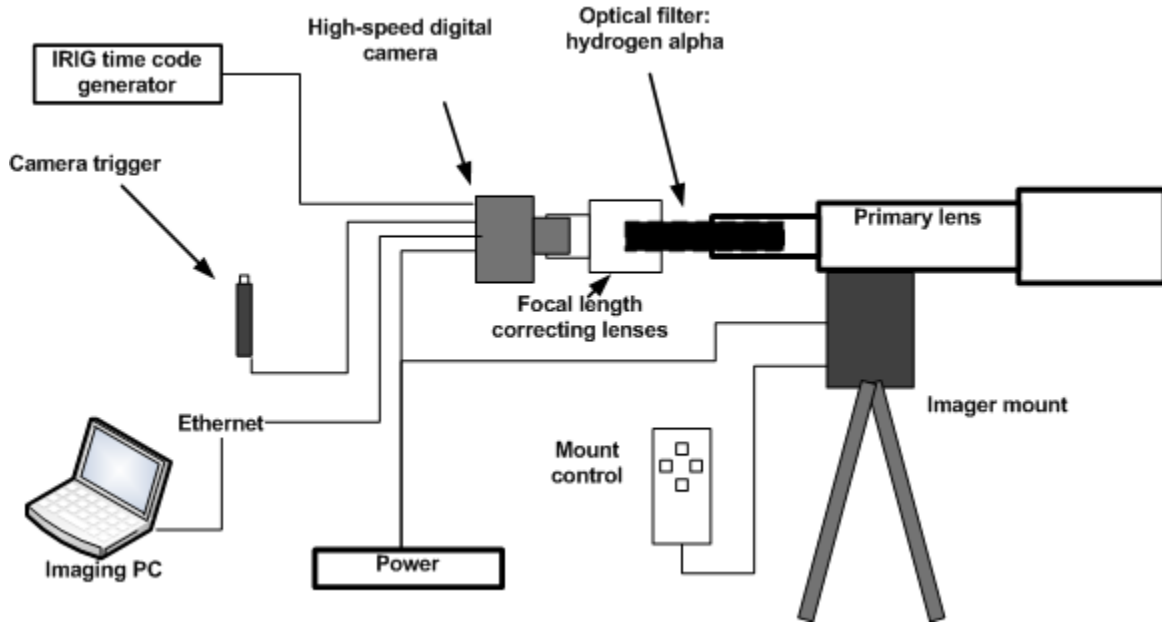 High-speed digital
camera
Optical filter:
hydrogen alpha
IRIG time code
generator
Camera trigger
Primary lens
Focal length
correcting lenses
Imager mount
Ethernet
Mount
control
Power
Imaging PC